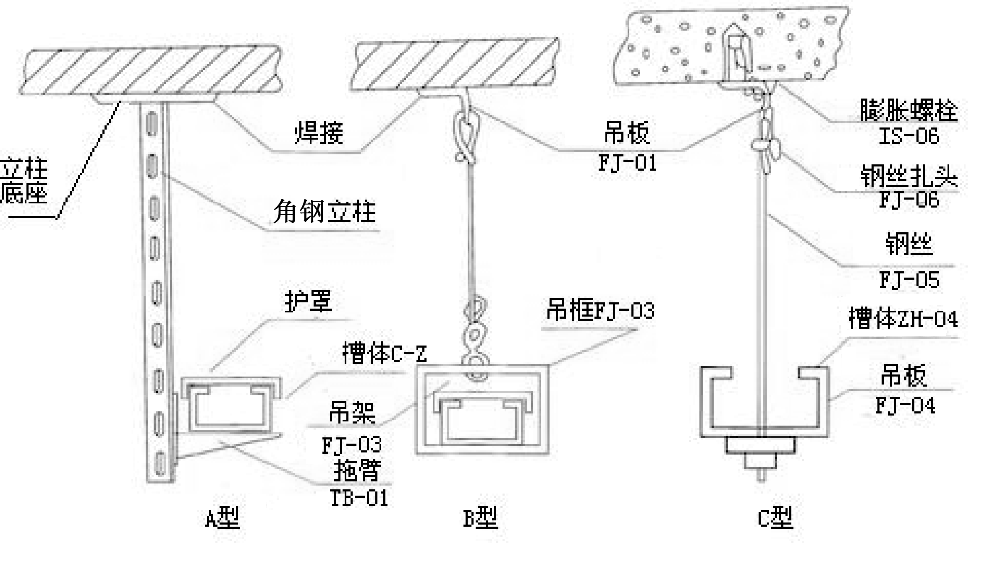 立柱
底座
焊接
角钢立柱
护罩
槽体C-Z
吊架
FJ-03
拖臂
TB-01
A型
吊板
FJ-01
吊框FJ-03
B型
膨胀螺栓
IS-06
钢丝扎头
FJ-06
钢丝
FJ-05
槽体ZH-04
吊板
FJ-04
C型